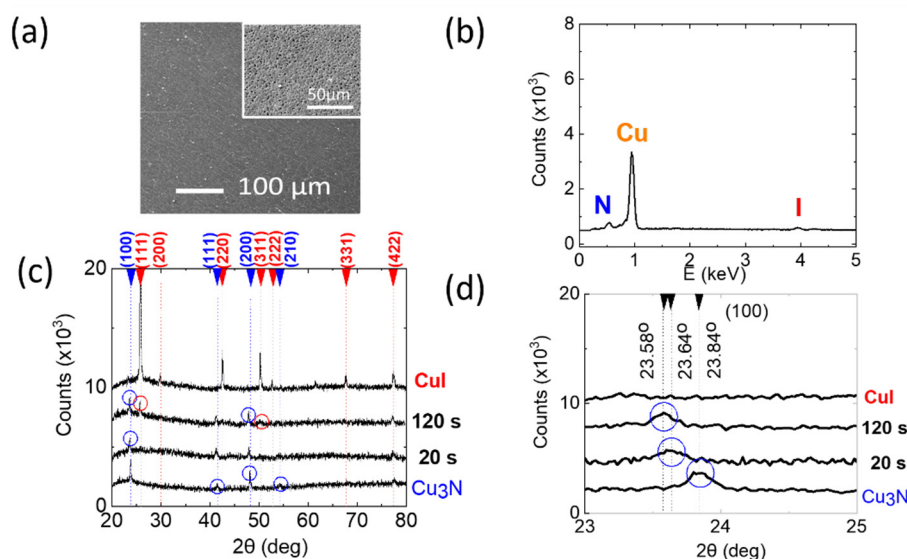 (a)
50μm
100 μm
(b)
Counts (x10³)
8
6
4
2
0
N
Cu
I
0 1 2 3 4 5
E (keV)
(c)
(100)
(111)
(200)
(111)
(220)
(200)
(311)
(222)
(210)
(331)
(422)
Counts (x10³)
20
10
0
CuI
120 s
20 s
Cu3N
20 30 40 50 60 70 80
2θ (deg)
(d)
Counts (x10³)
20
10
0
(100)
23.58°
23.64°
23.84°
CuI
120 s
20 s
Cu3N
23 24 25
2θ (deg)